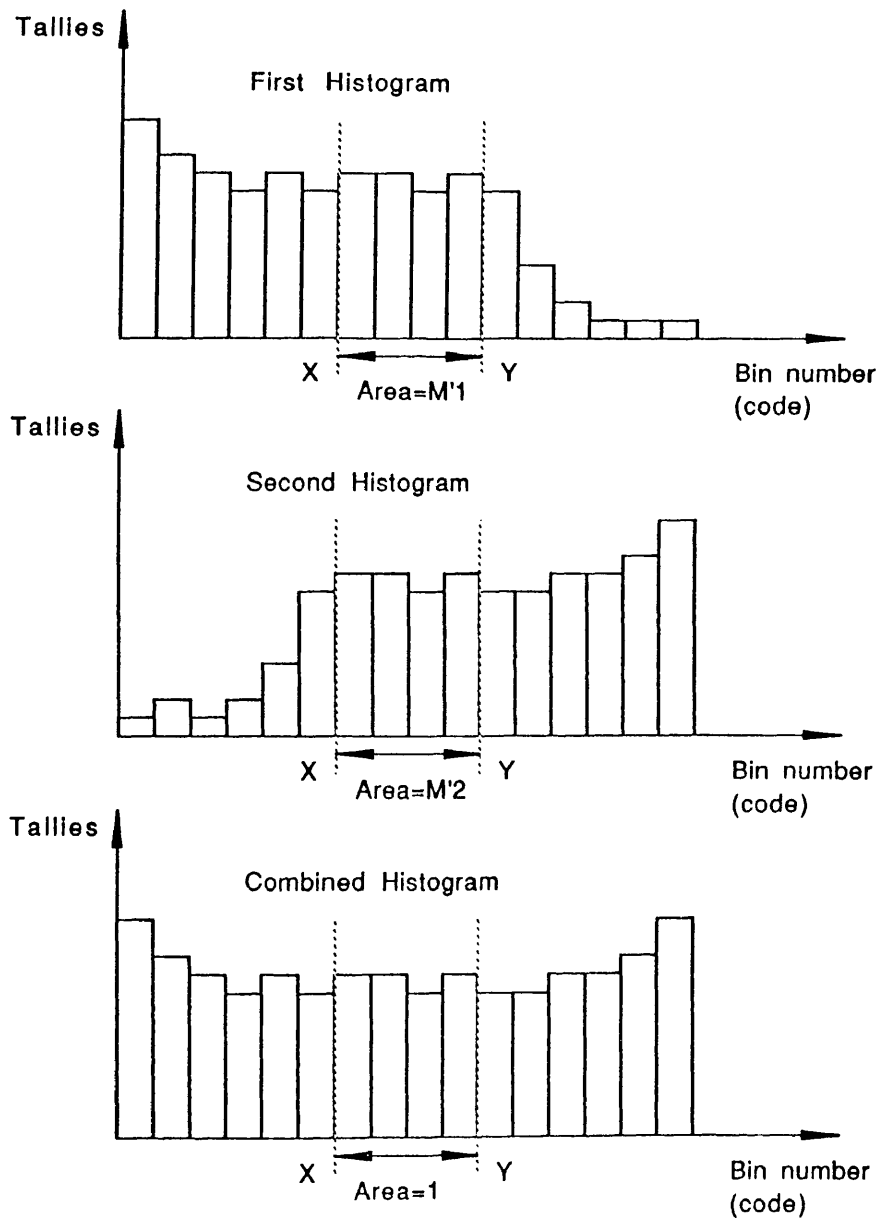 Tallies
First Histogram
X
Y
Area=M'1
Bin number
(code)
Tallies
Second Histogram
X
Y
Area=M'2
Bin number
(code)
Tallies
Combined Histogram
X
Y
Area=1
Bin number
(code)